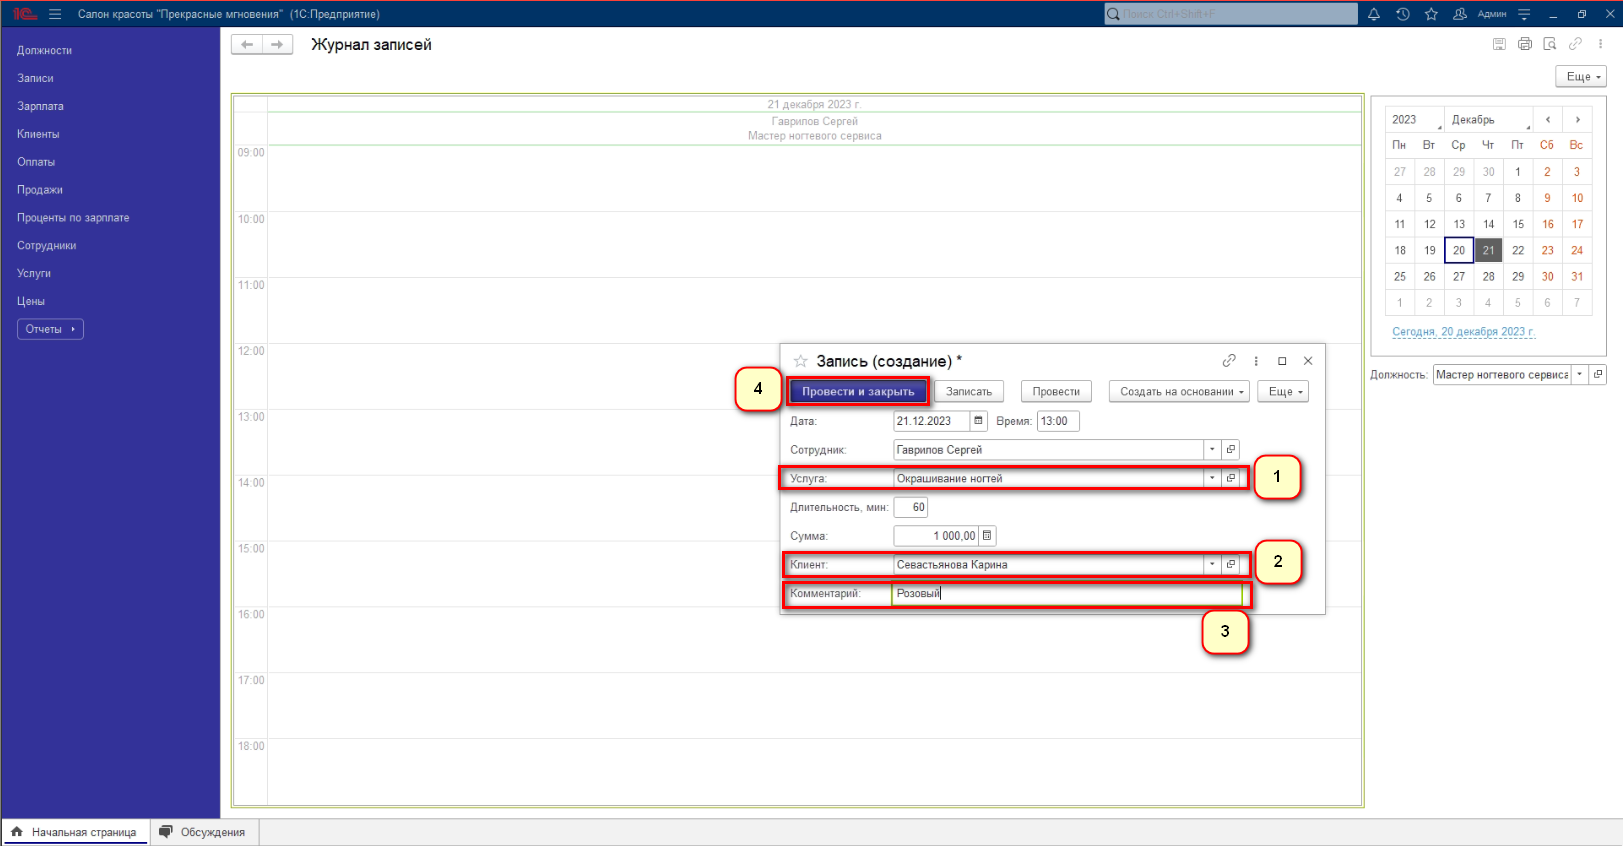 1С Салон красоты "Прекрасные мгновения" (1С:Предприятие) Поиск Ctrl+Shift+F Админ
Должности
Записи
Зарплата
Клиенты
Оплаты
Продажи
Проценты по зарплате
Сотрудники
Услуги
Цены
Отчеты
Журнал записей
Еще
21 декабря 2023 г.
Гаврилов Сергей
Мастер ногтевого сервиса
09:00
10:00
11:00
12:00
13:00
14:00
15:00
16:00
17:00
18:00
Запись (создание) *
4
Провести и закрыть Записать Провести Создать на основании Еще
Дата: 21.12.2023 Время: 13:00
Сотрудник: Гаврилов Сергей
Услуга: Окрашивание ногтей 1
Длительность, мин: 60
Сумма: 1 000,00
Клиент: Севастьянова Карина 2
Комментарий: Розовый
3
2023 Декабрь
Пн Вт Ср Чт Пт Сб Вс
27 28 29 30 1 2 3
4 5 6 7 8 9 10
11 12 13 14 15 16 17
18 19 20 21 22 23 24
25 26 27 28 29 30 31
1 2 3 4 5 6 7
Сегодня, 20 декабря 2023 г.
Должность: Мастер ногтевого сервиса
Начальная страница Обсуждения